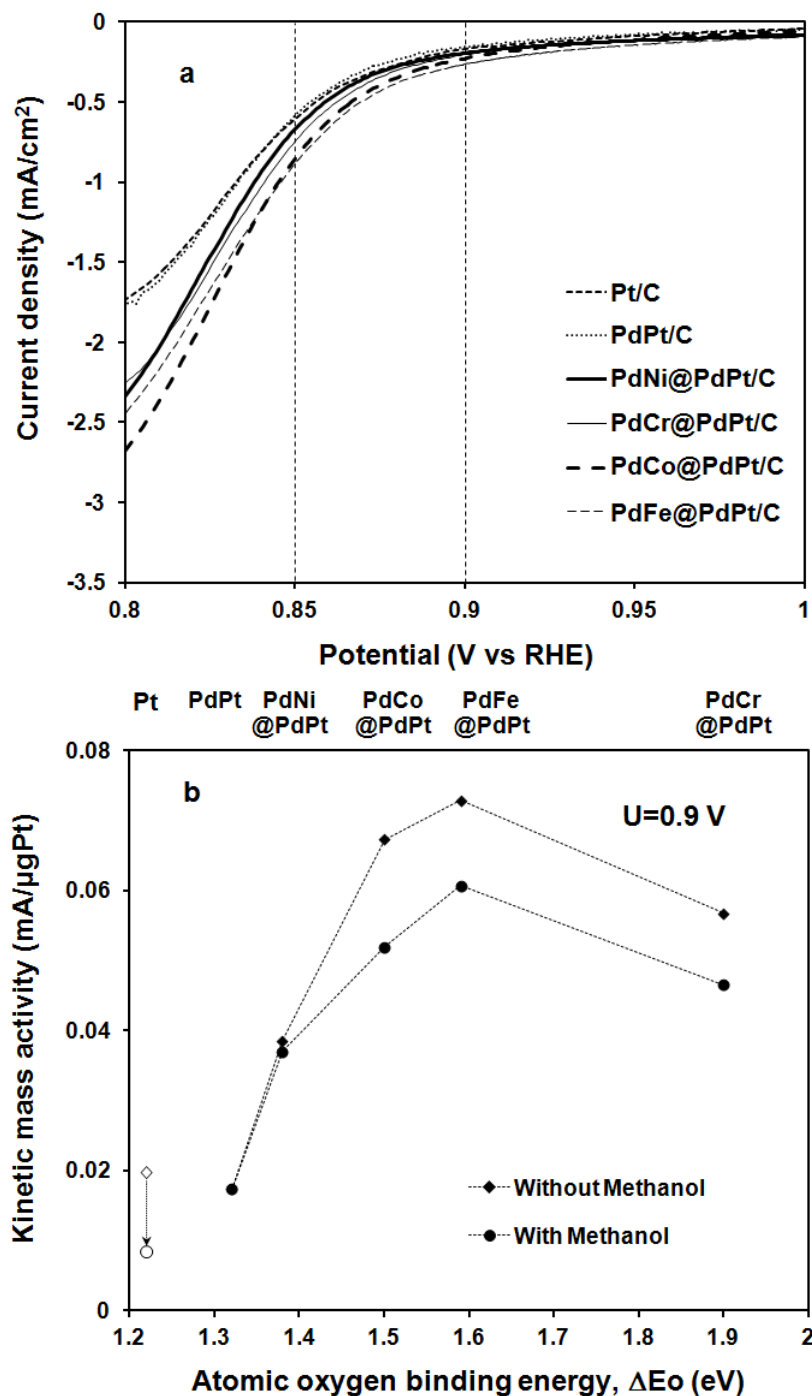 0
-0.5
-1
-1.5
-2
-2.5
-3
-3.5
Current density (mA/cm²)
a
Pt/C
PdPt/C
PdNi@PdPt/C
PdCr@PdPt/C
PdCo@PdPt/C
PdFe@PdPt/C
0.8 0.85 0.9 0.95 1
Potential (V vs RHE)
Pt PdPt PdNi PdCo PdFe PdCr
@PdPt @PdPt @PdPt @PdPt
0.08
0.06
0.04
0.02
0
Kinetic mass activity (mA/µgPt)
b
U=0.9 V
Without Methanol
With Methanol
1.2 1.3 1.4 1.5 1.6 1.7 1.8 1.9 2
Atomic oxygen binding energy, ΔEo (eV)